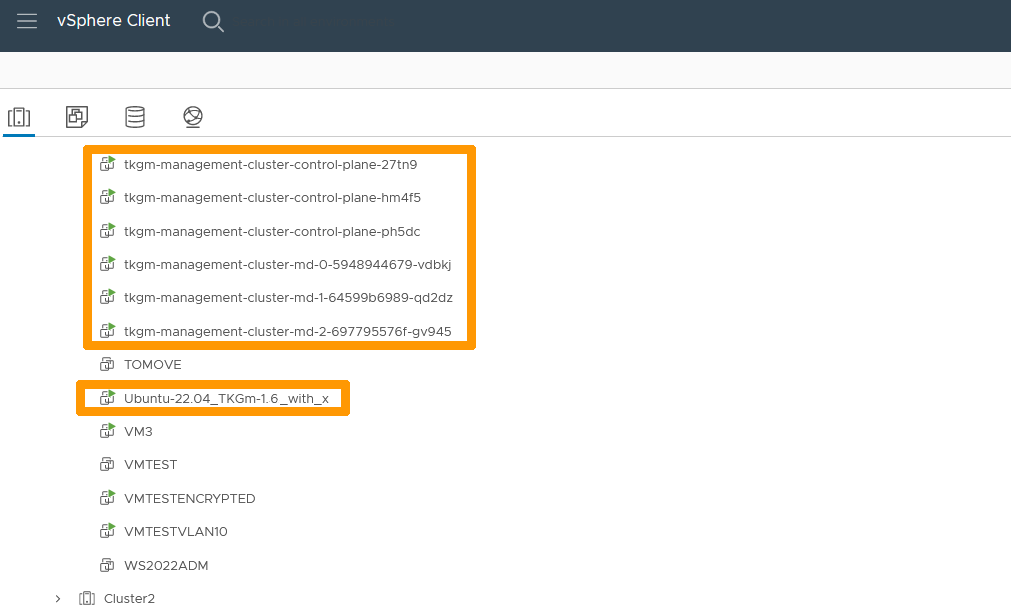 vSphere Client
tkgm-management-cluster-control-plane-27tn9
tkgm-management-cluster-control-plane-hm4f5
tkgm-management-cluster-control-plane-ph5dc
tkgm-management-cluster-md-0-5948944679-vdbkj
tkgm-management-cluster-md-1-64599b6989-qd2dz
tkgm-management-cluster-md-2-697795576f-gv945
TOMOVE
Ubuntu-22.04_TKGm-1.6_with_x
VM3
VMTEST
VMTESTENCRYPTED
VMTESTVLAN10
WS2022ADM
Cluster2